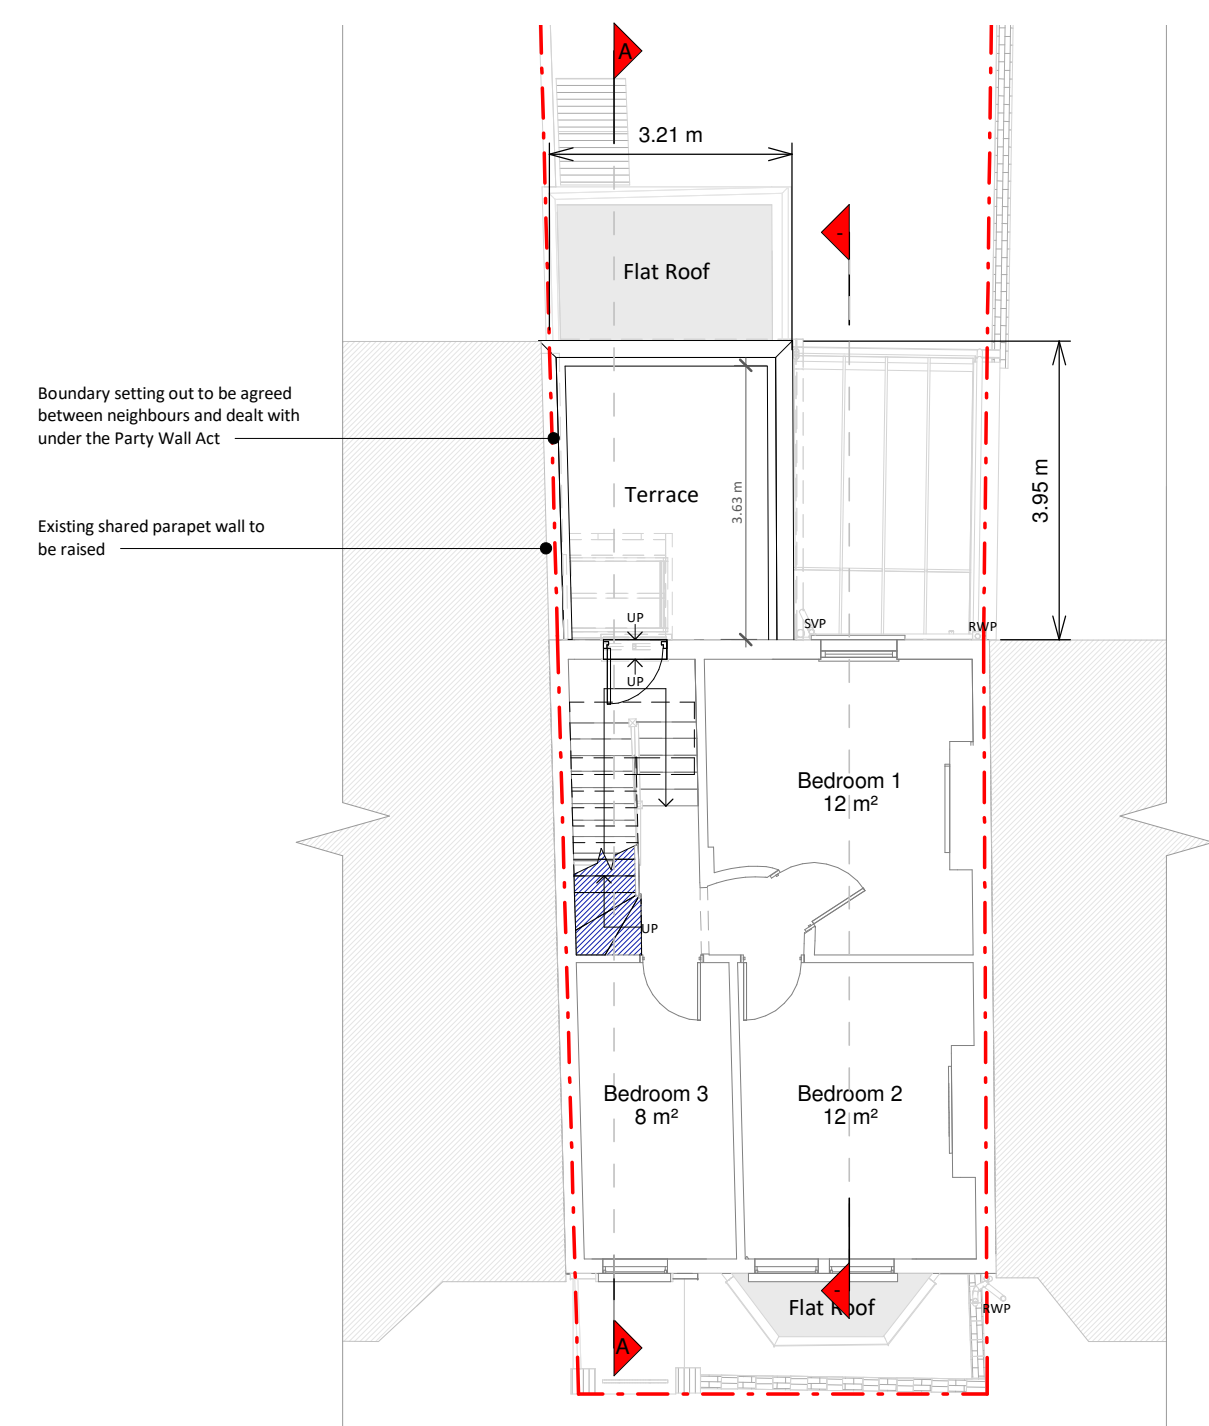 A
3.21 m
-
Flat Roof
Boundary setting out to be agreed
between neighbours and dealt with
under the Party Wall Act
3.95 m
3.63 m
Terrace
Existing shared parapet wall to
be raised
UP
SVP
RWP
UP
Bedroom 1
12 m²
UP
Bedroom 3
8 m²
Bedroom 2
12 m²
-
Flat Roof
RWP
A